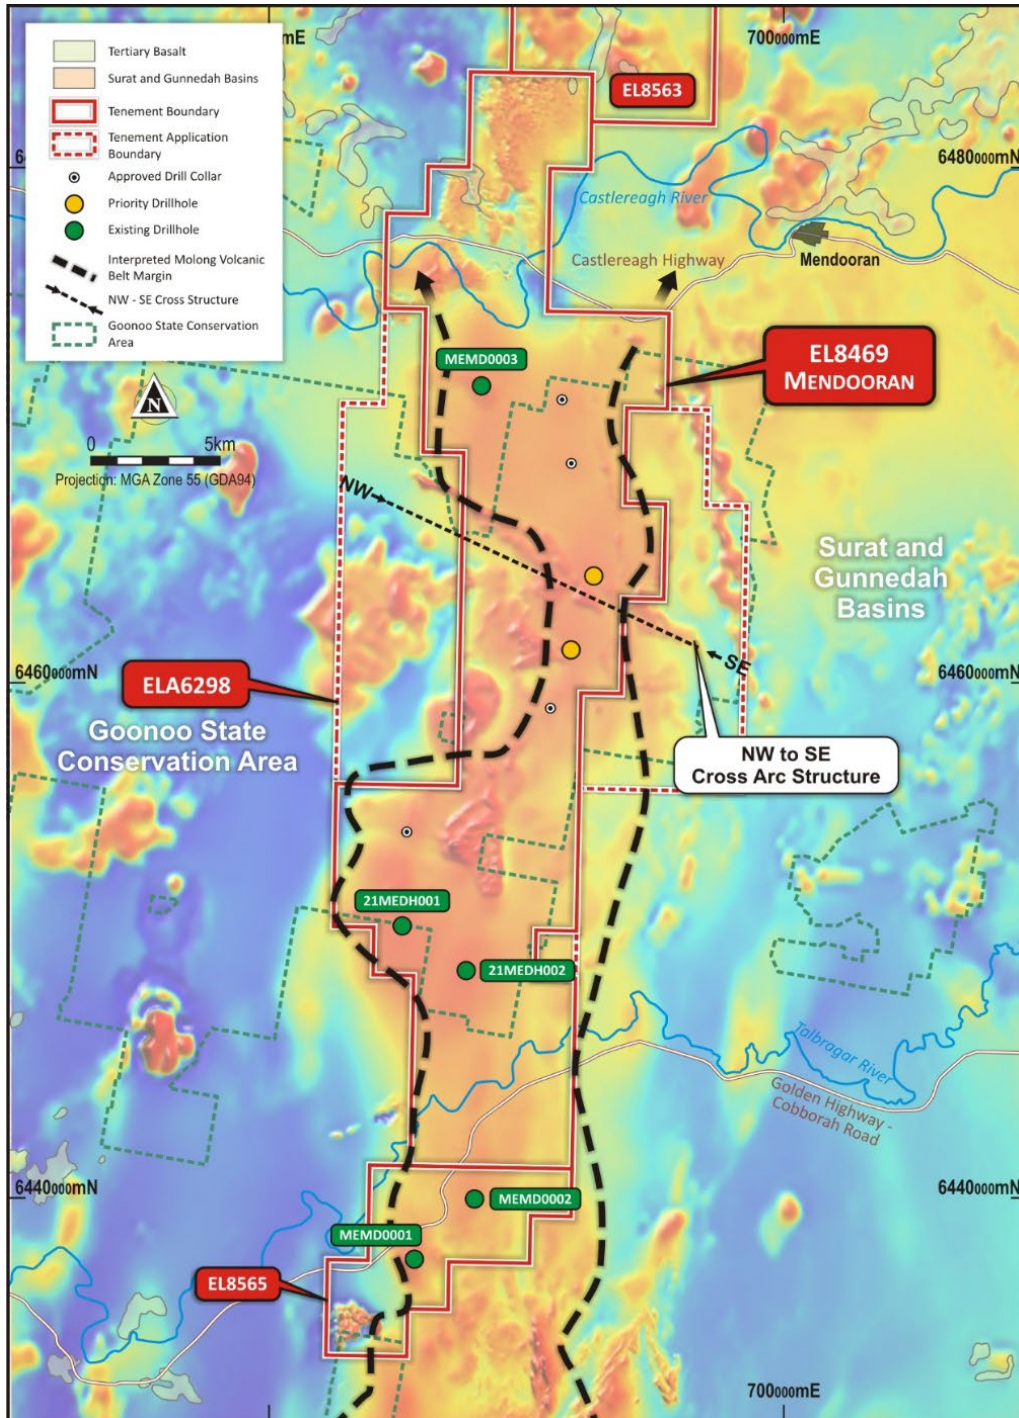 mE
700000mE
Tertiary Basalt
Surat and Gunnedah Basins
Tenement Boundary
Tenement Application
Boundary
Approved Drill Collar
Priority Drillhole
Existing Drillhole
Interpreted Molong Volcanic
Belt Margin
NW - SE Cross Structure
Goonoo State Conservation
Area
EL8563
6480000mN
Castlereagh River
Castlereagh Highway
Mendooran
MEMD0003
EL8469
MENDOORAN
N
0 5km
Projection: MGA Zone 55 (GDA94)
NW
Surat and
Gunnedah
Basins
SE
6460000mN
6460000mN
ELA6298
Goonoo State
Conservation Area
NW to SE
Cross Arc Structure
21MEDH001
21MEDH002
Talbragar River
Golden Highway -
Cobborah Road
6440000mN
6440000mN
MEMD0002
MEMD0001
EL8565
700000mE